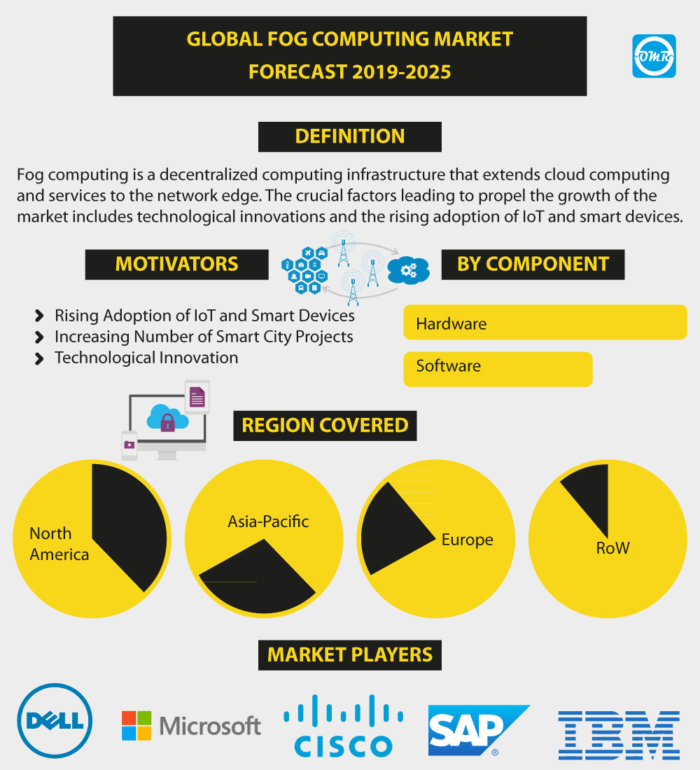 GLOBAL FOG COMPUTING MARKET
FORECAST 2019-2025
OMR
DEFINITION
Fog computing is a decentralized computing infrastructure that extends cloud computing
and services to the network edge. The crucial factors leading to propel the growth of the
market includes technological innovations and the rising adoption of IoT and smart devices.
MOTIVATORS
BY COMPONENT
Rising Adoption of IoT and Smart Devices
Increasing Number of Smart City Projects
Technological Innovation
Hardware
Software
REGION COVERED
North
America
Asia-Pacific
Europe
RoW
MARKET PLAYERS
DELL
Microsoft
CISCO
SAP®
IBM